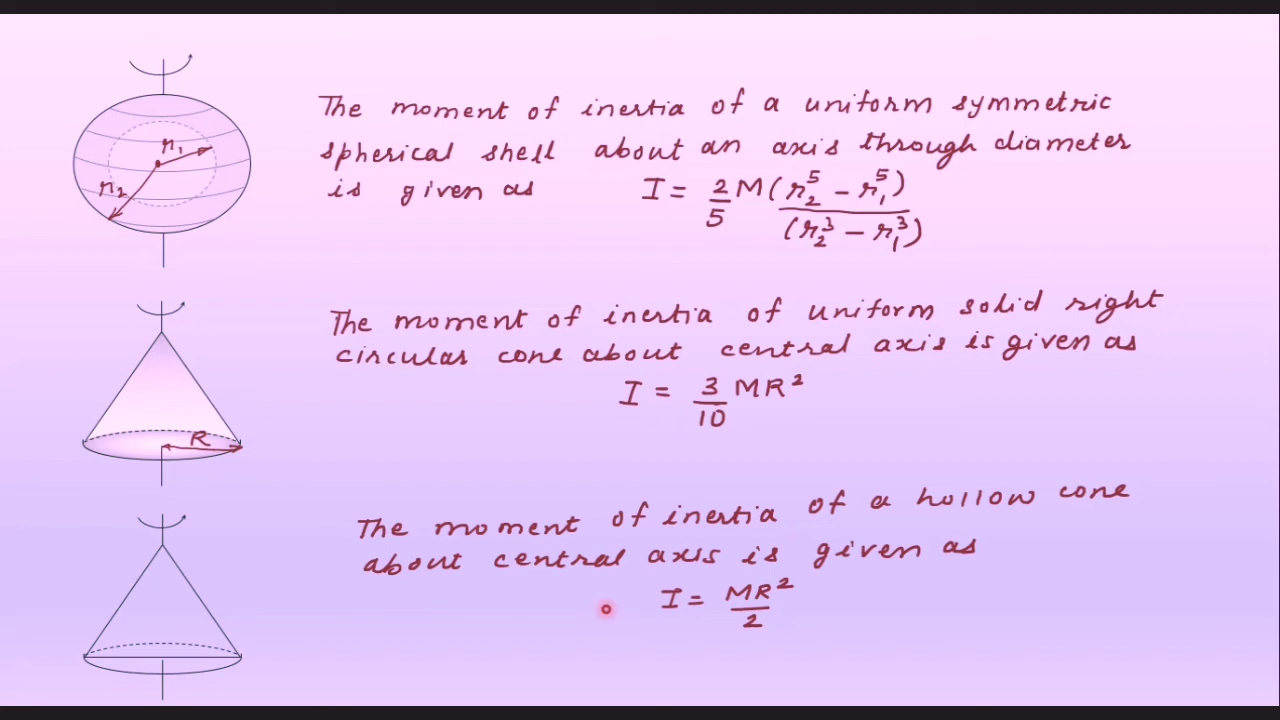 The moment of inertia of a uniform symmetric
spherical shell about an axis through diameter
is given as I = 2/5 M (r₂⁵ - r₁⁵)/(r₂³ - r₁³)
r₁
r₂
The moment of inertia of uniform solid right
circular cone about central axis is given as
I = 3/10 MR²
R
The moment of inertia of a hollow cone
about central axis is given as
I = MR²/2